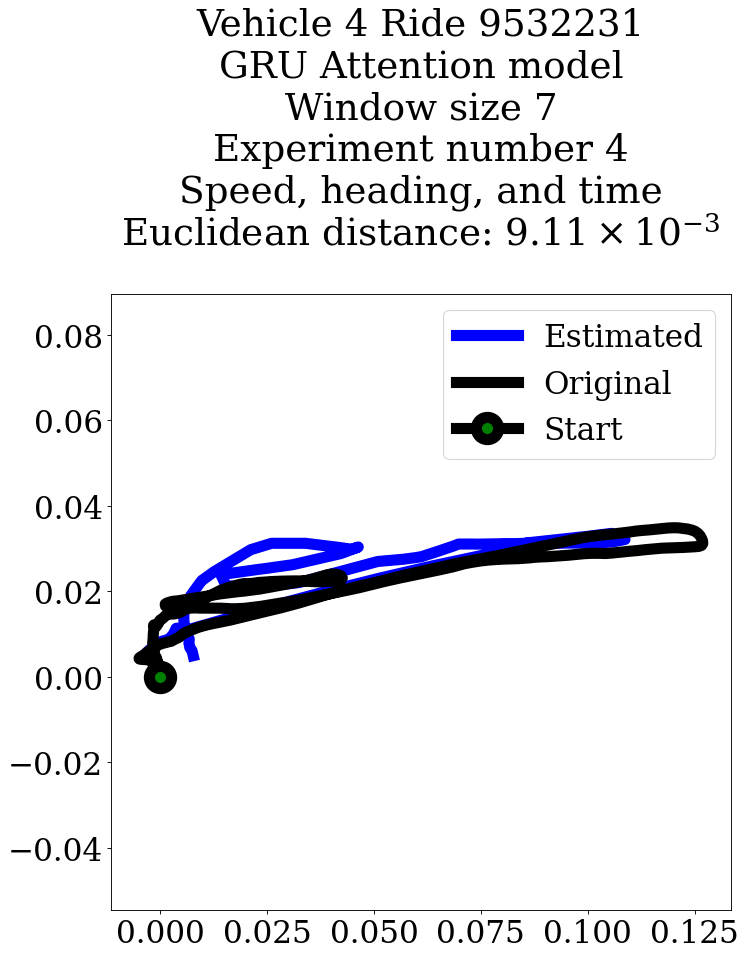 Vehicle 4 Ride 9532231
GRU Attention model
Window size 7
Experiment number 4
Speed, heading, and time
Euclidean distance: 9.11 × 10⁻³
Estimated
Original
Start
0.08
0.06
0.04
0.02
0.00
−0.02
−0.04
0.000 0.025 0.050 0.075 0.100 0.125